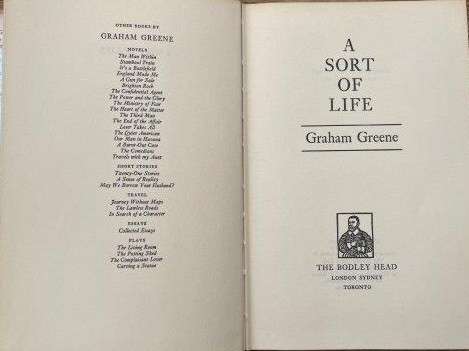 OTHER BOOKS BY
GRAHAM GREENE
NOVELS
The Man Within
Stamboul Train
It's a Battlefield
England Made Me
A Gun for Sale
Brighton Rock
The Confidential Agent
The Power and the Glory
The Ministry of Fear
The Heart of the Matter
The Third Man
The End of the Affair
Loser Takes All
The Quiet American
Our Man in Havana
A Burnt-Out Case
The Comedians
Travels with my Aunt
SHORT STORIES
Twenty-One Stories
A Sense of Reality
May We Borrow Your Husband?
TRAVEL
Journey Without Maps
The Lawless Roads
In Search of a Character
ESSAYS
Collected Essays
PLAYS
The Living Room
The Potting Shed
The Complaisant Lover
Carving a Statue
A
SORT
OF
LIFE
Graham Greene
THE BODLEY HEAD
LONDON SYDNEY
TORONTO